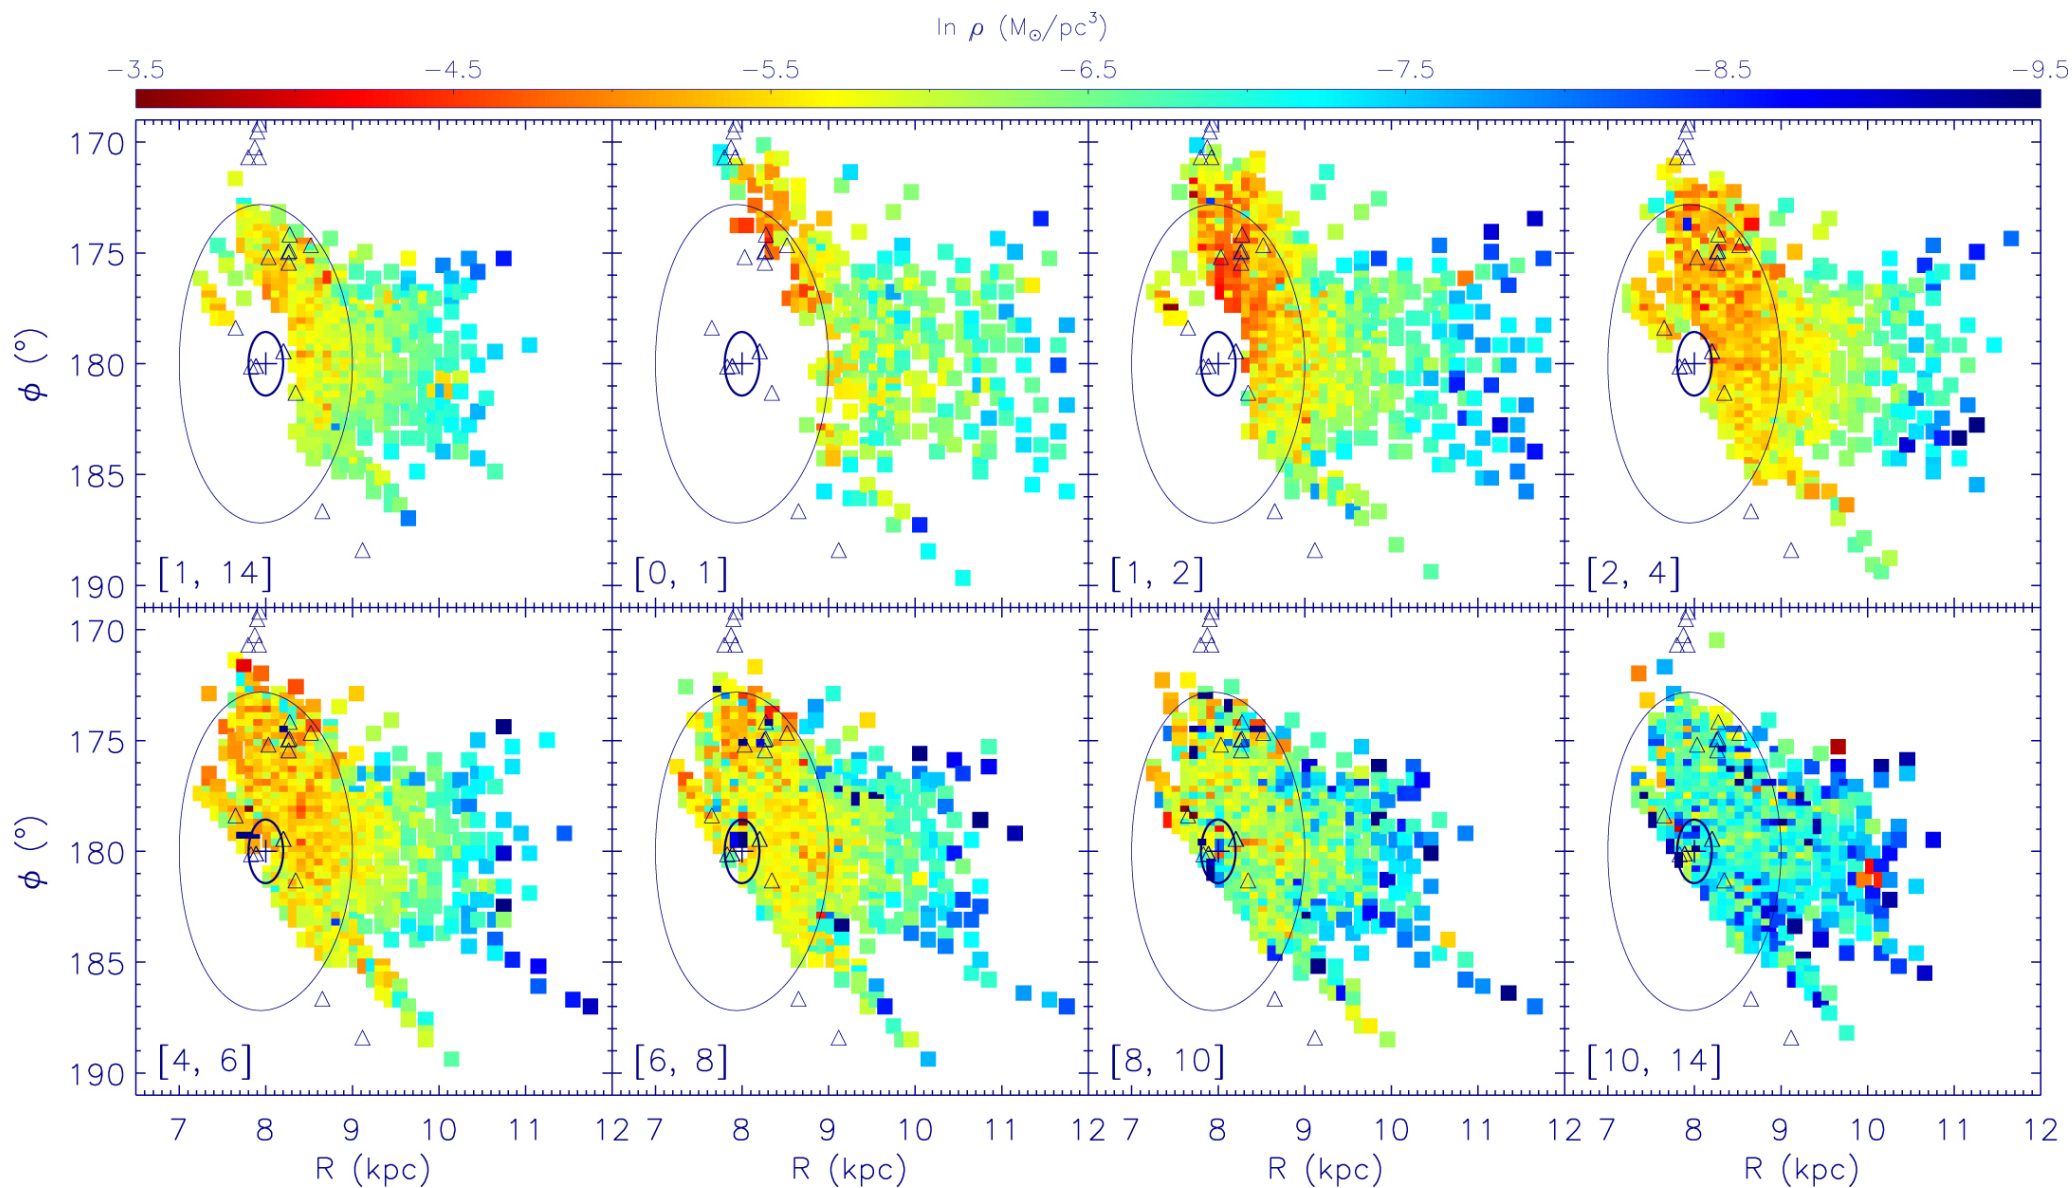 ln ρ (M☉/pc³)
−3.5 −4.5 −5.5 −6.5 −7.5 −8.5 −9.5
170
175
180
185
190
φ (°)
[1, 14] [0, 1] [1, 2] [2, 4]
170
175
180
185
190
φ (°)
[4, 6] [6, 8] [8, 10] [10, 14]
7 8 9 10 11 12 7 8 9 10 11 12 7 8 9 10 11 12 7 8 9 10 11 12
R (kpc) R (kpc) R (kpc) R (kpc)